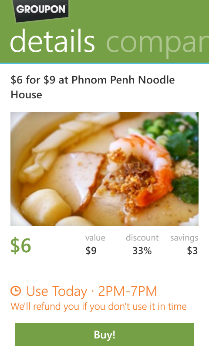 GROUPON
details compar
$6 for $9 at Phnom Penh Noodle
House
$6
value
discount
savings
$9
33%
$3
Use Today · 2PM-7PM
We'll refund you if you don't use it in time
Buy!